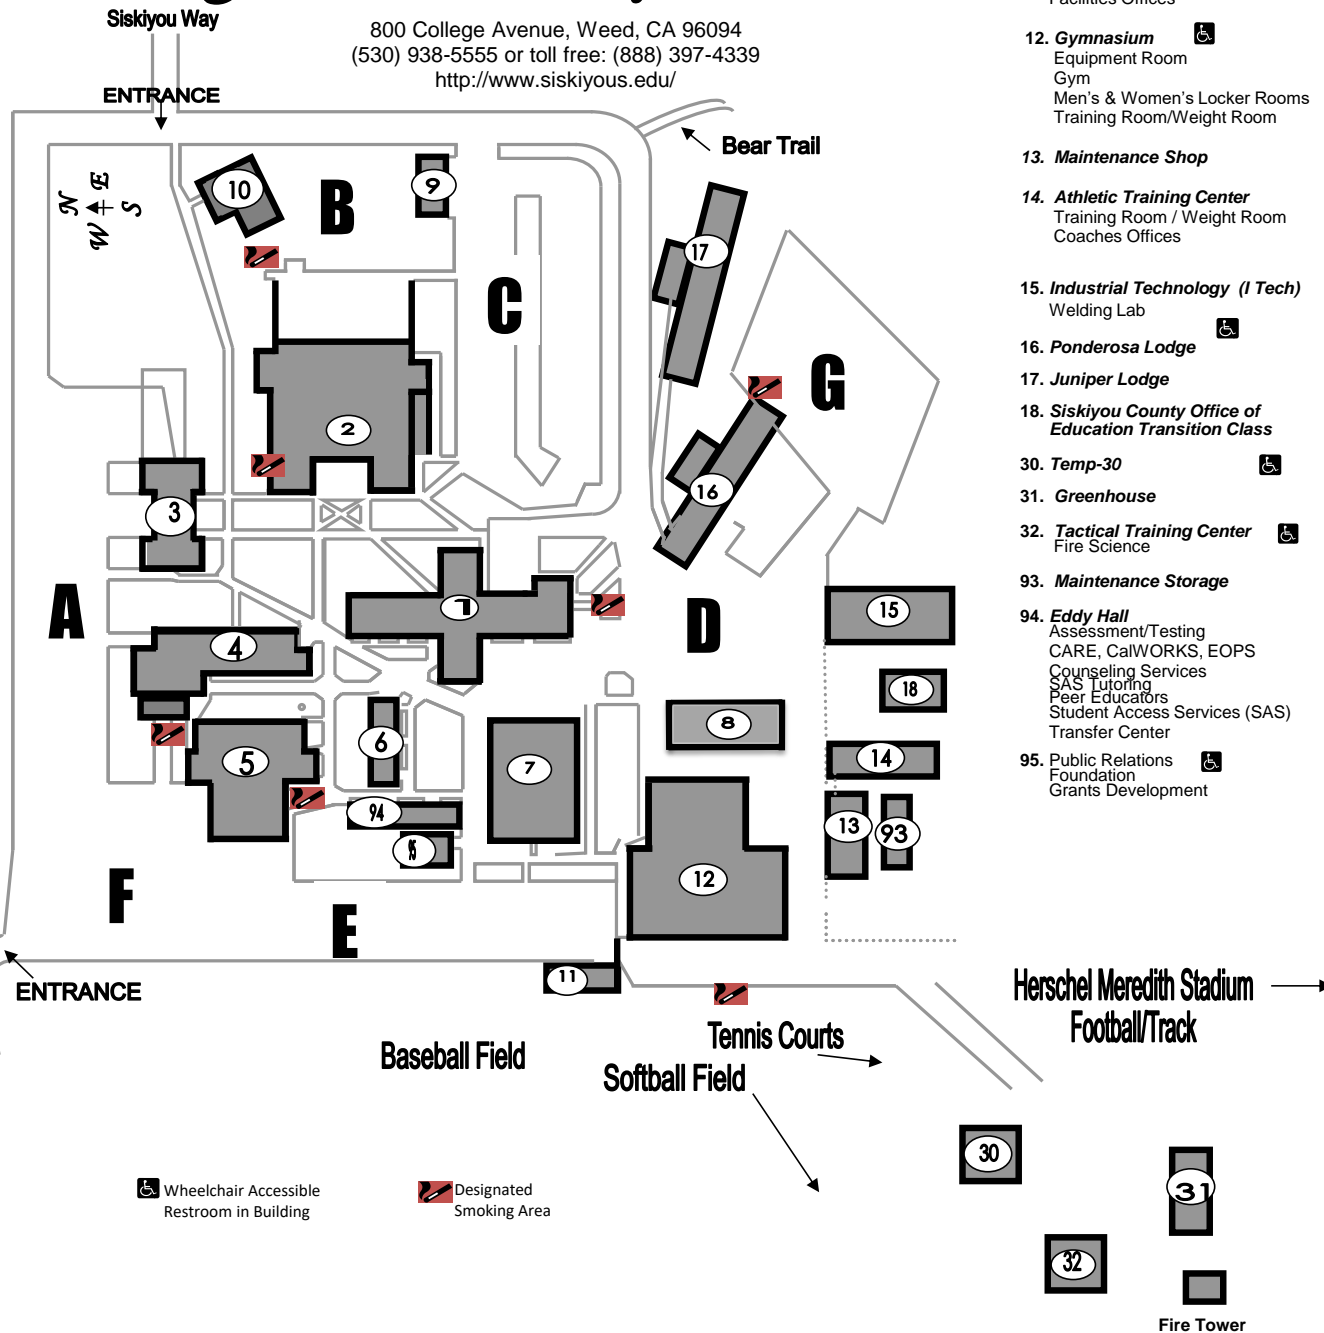 Siskiyou Way
800 College Avenue, Weed, CA 96094
(530) 938-5555 or toll free: (888) 397-4339
http://www.siskiyous.edu/
ENTRANCE
Bear Trail
N
E
W
S
10
B
9
17
C
G
2
16
3
A
1
D
15
4
18
8
6
5
7
14
94
13
93
95
12
F
E
11
ENTRANCE
Baseball Field
Tennis Courts
Softball Field
Herschel Meredith Stadium
Football/Track
30
31
32
Fire Tower
Wheelchair Accessible
Restroom in Building
Designated
Smoking Area
Facilities Offices
12. Gymnasium
Equipment Room
Gym
Men's & Women's Locker Rooms
Training Room/Weight Room
13. Maintenance Shop
14. Athletic Training Center
Training Room / Weight Room
Coaches Offices
15. Industrial Technology (I Tech)
Welding Lab
16. Ponderosa Lodge
17. Juniper Lodge
18. Siskiyou County Office of
Education Transition Class
30. Temp-30
31. Greenhouse
32. Tactical Training Center
Fire Science
93. Maintenance Storage
94. Eddy Hall
Assessment/Testing
CARE, CalWORKS, EOPS
Counseling Services
SAS Tutoring
Peer Educators
Student Access Services (SAS)
Transfer Center
95. Public Relations
Foundation
Grants Development